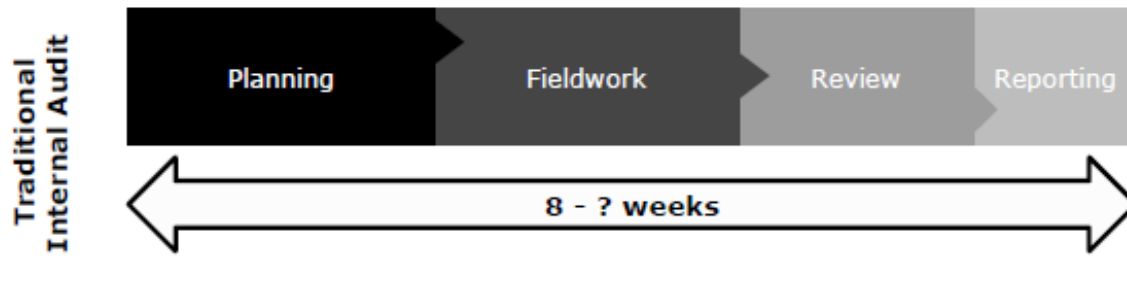 Traditional
Internal Audit
Planning
Fieldwork
Review
Reporting
8 - ? weeks